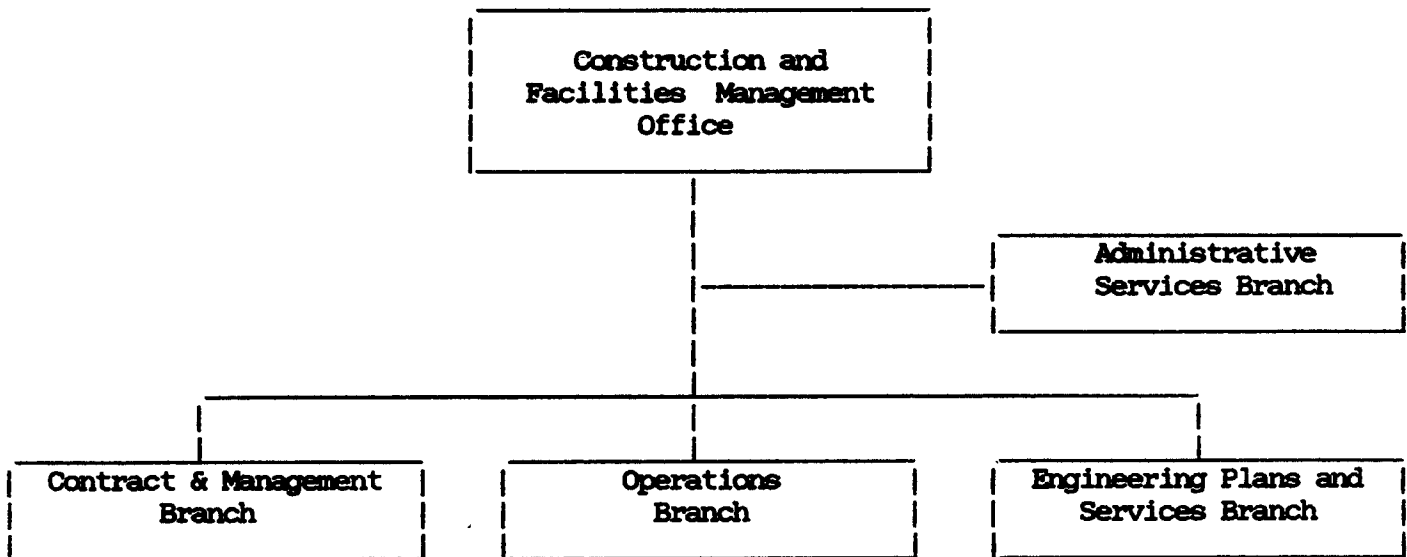 Construction and
Facilities Management
Office
Administrative
Services Branch
Contract & Management
Branch
Operations
Branch
Engineering Plans and
Services Branch